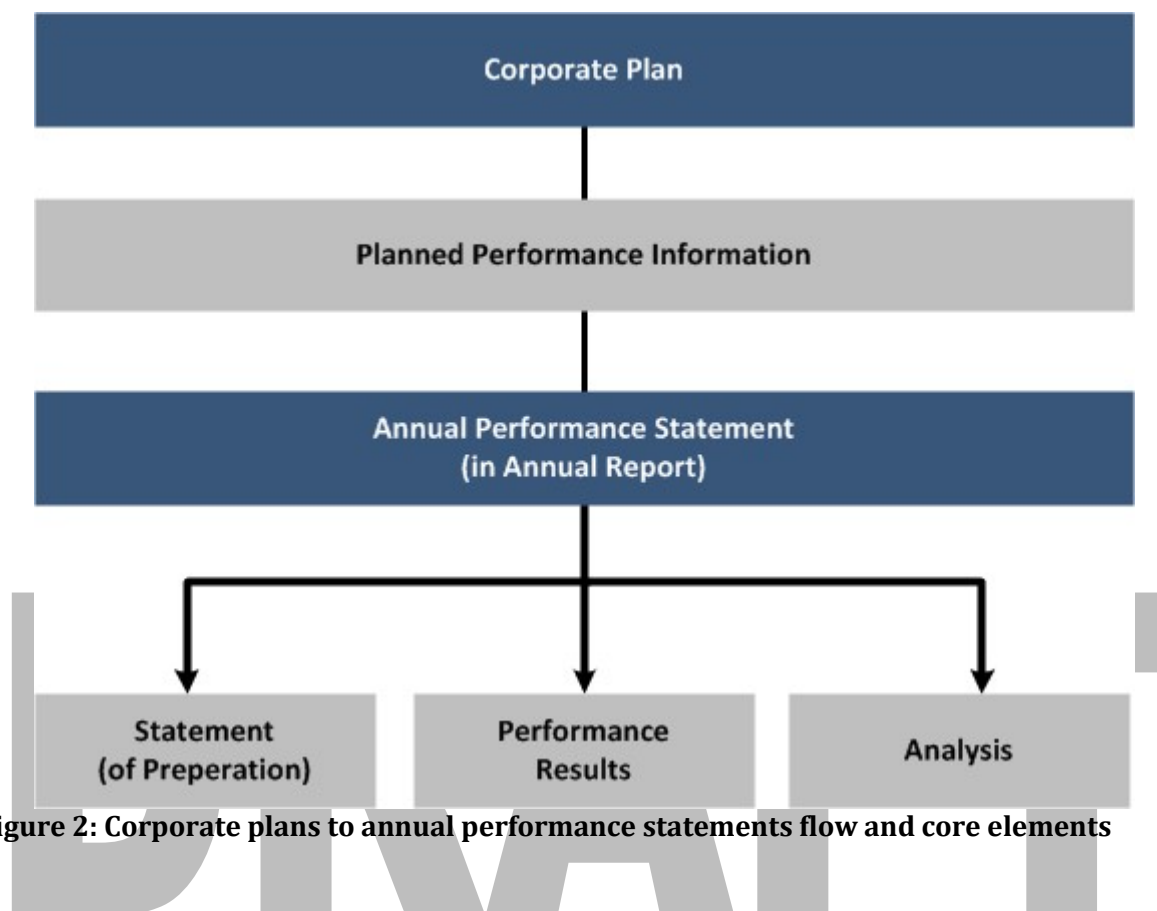 Corporate Plan
Planned Performance Information
Annual Performance Statement
(in Annual Report)
Statement
(of Preperation)
Performance
Results
Analysis
igure 2: Corporate plans to annual performance statements flow and core elements
DRAFT